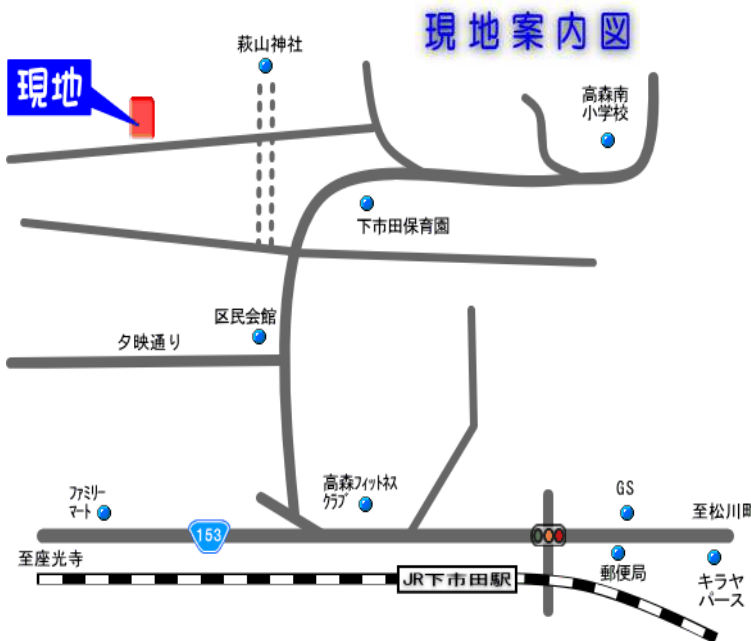 現地案内図
萩山神社
現地
高森南
小学校
下市田保育園
区民会館
夕映通り
高森フィットネス
クラブ
ファミリー
マート
GS
至松川町
153
至座光寺
JR下市田駅
郵便局
キラヤ
パース